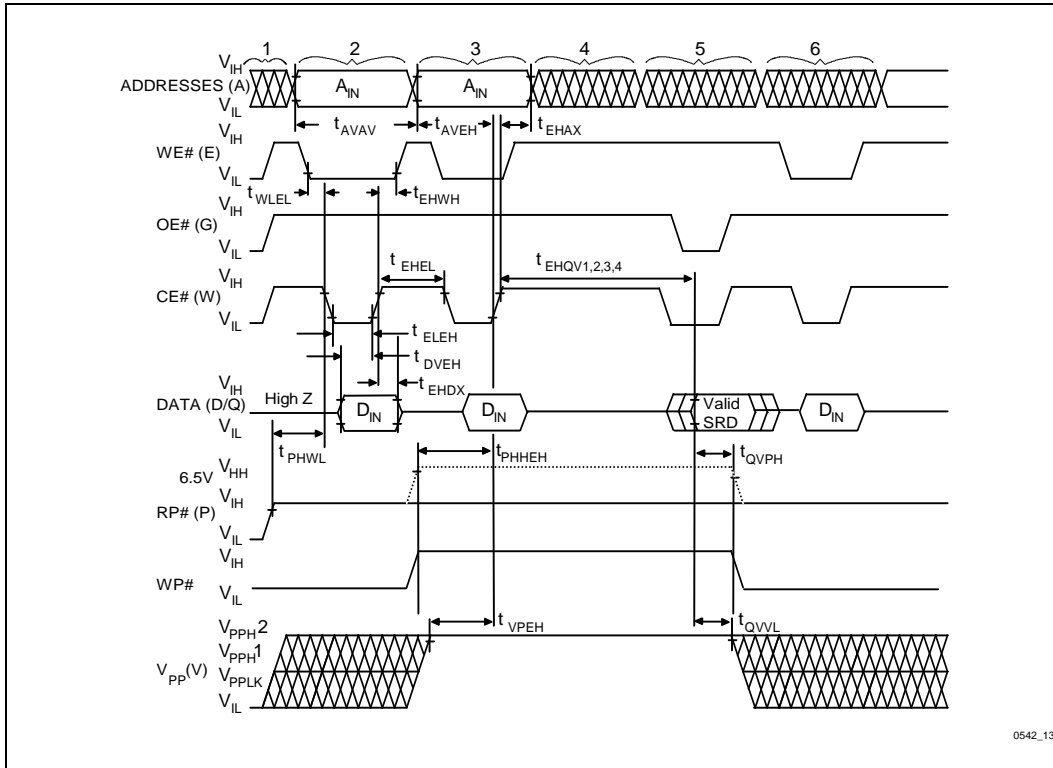 1 2 3 4 5 6
VIH
ADDRESSES (A) AIN AIN
VIL
tAVAV tAVEH tEHAX
VIH
WE# (E)
VIL
tWLEL tEHWH
VIH
OE# (G)
VIL
tEHEL tEHQV1,2,3,4
VIH
CE# (W)
VIL
tELEH
tDVEH
tEHDX
VIH
High Z
DATA (D/Q) DIN DIN Valid SRD DIN
VIL
tPHWL tPHHEH tQVPH
6.5V VHH
VIH
RP# (P)
VIL
VIH
WP#
VIL
tVPEH tQVVL
VPPH2
VPPH1
VPP(V) VPPLK
VIL
0542_13